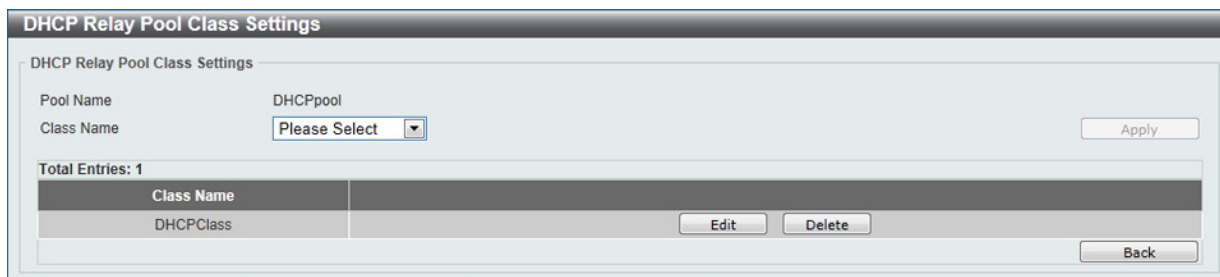 DHCP Relay Pool Class Settings
DHCP Relay Pool Class Settings
Pool Name DHCPpool
Class Name Please Select Apply
Total Entries: 1
Class Name
DHCPClass Edit Delete
Back